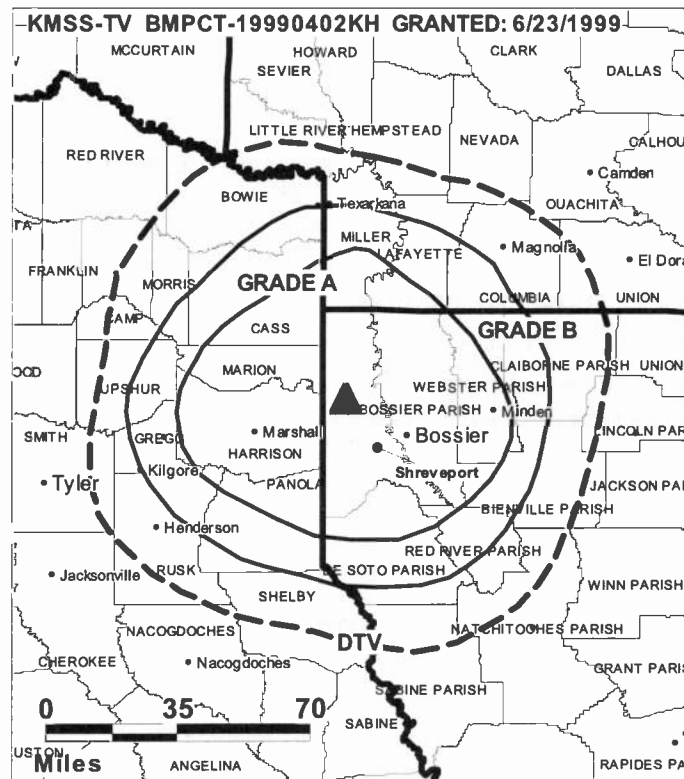 KMSS-TV BMPCT-19990402KH GRANTED: 6/23/1999
MCCURTAIN
HOWARD
CLARK
SEVIER
DALLAS
LITTLE RIVER
HEMPSTEAD
NEVADA
CALHOU
RED RIVER
Camden
BOWIE
Texarkana
OUACHITA
MILLER
LAFAYETTE
Magnolia
El Dora
FRANKLIN
MORRIS
GRADE A
COLUMBIA
UNION
CAMP
CASS
GRADE B
MARION
CLAIBORNE PARISH
UNION
UPSHUR
WEBSTER PARISH
BOSSIER PARISH
Minden
SMITH
GREGG
Marshall
Bossier
LINCOLN PAR
HARRISON
Shreveport
Kilgore
Tyler
PANOLA
JACKSON PA
BIENVILLE PARISH
Henderson
RED RIVER PARISH
Jacksonville
RUSK
DE SOTO PARISH
WINN PARISH
SHELBY
NACOGDOCHES
DTV
NATCHITOCHES PARISH
CHEROKEE
Nacogdoches
GRANT PARIS
SABINE PARISH
0 35 70
SABINE
Miles
USTON
ANGELINA
RAPIDES PA